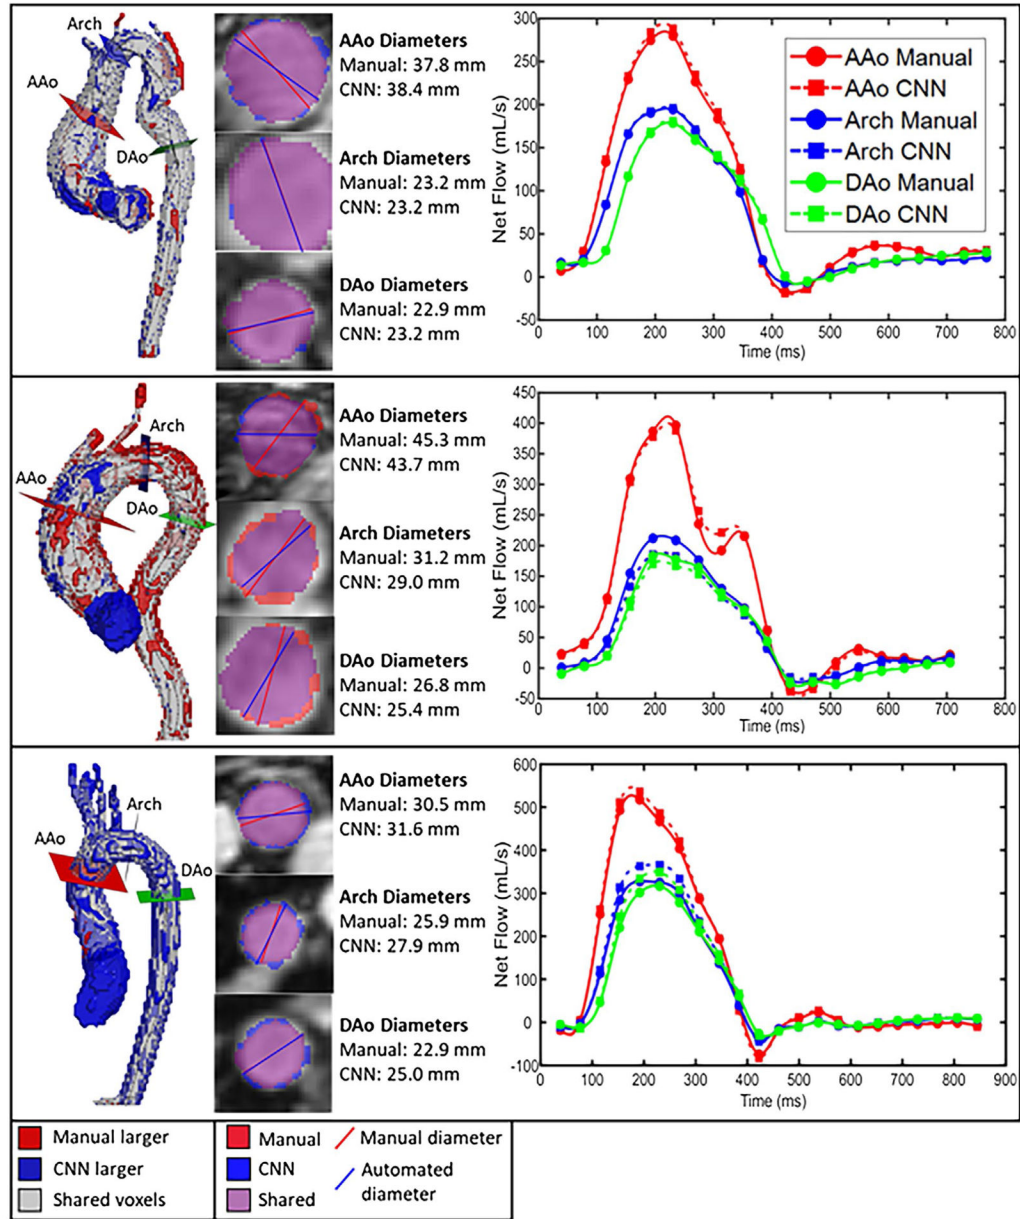 Arch
AAo
DAo
AAo Diameters
Manual: 37.8 mm
CNN: 38.4 mm
Arch Diameters
Manual: 23.2 mm
CNN: 23.2 mm
DAo Diameters
Manual: 22.9 mm
CNN: 23.2 mm
Net Flow (mL/s)
300
250
200
150
100
50
0
-50
0 100 200 300 400 500 600 700 800
Time (ms)
AAo Manual
AAo CNN
Arch Manual
Arch CNN
DAo Manual
DAo CNN
Arch
AAo
DAo
AAo Diameters
Manual: 45.3 mm
CNN: 43.7 mm
Arch Diameters
Manual: 31.2 mm
CNN: 29.0 mm
DAo Diameters
Manual: 26.8 mm
CNN: 25.4 mm
Net Flow (mL/s)
450
400
350
300
250
200
150
100
50
0
-50
0 100 200 300 400 500 600 700 800
Time (ms)
Arch
AAo
DAo
AAo Diameters
Manual: 30.5 mm
CNN: 31.6 mm
Arch Diameters
Manual: 25.9 mm
CNN: 27.9 mm
DAo Diameters
Manual: 22.9 mm
CNN: 25.0 mm
Net Flow (mL/s)
600
500
400
300
200
100
0
-100
0 100 200 300 400 500 600 700 800 900
Time (ms)
Manual larger
CNN larger
Shared voxels
Manual
CNN
Shared
Manual diameter
Automated
diameter